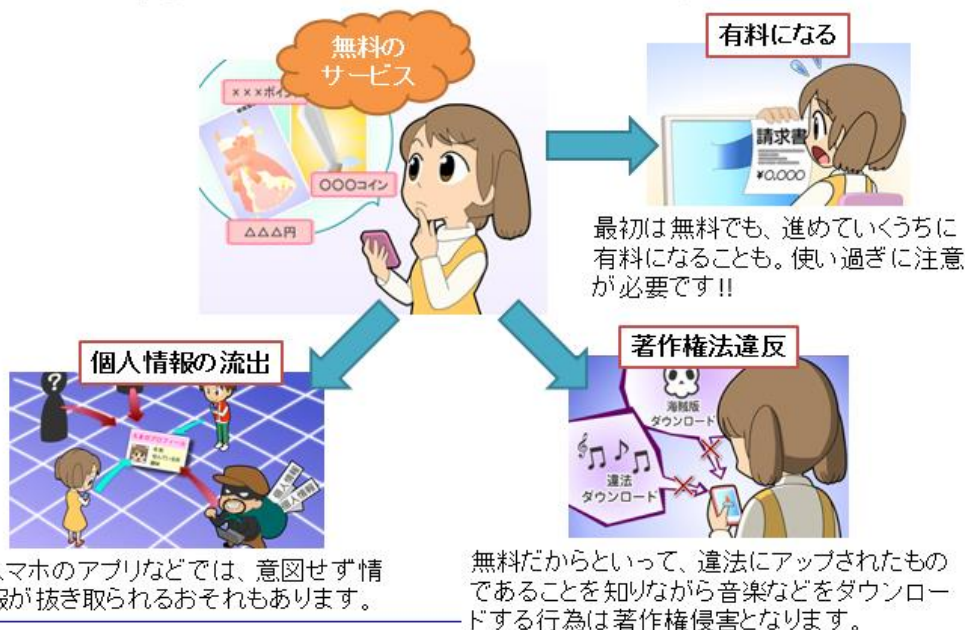 無料の
サービス
×××ポイン
○○○コイン
△△△円
有料になる
請求書
¥0,000
最初は無料でも、進めていくうちに
有料になることも。使い過ぎに注意
が必要です!!
個人情報の流出
?
個人情報
個人情報
マホのアプリなどでは、意図せず情
が抜き取られるおそれもあります。
著作権法違反
海賊版
ダウンロード
違法
ダウンロード
無料だからといって、違法にアップされたもの
であることを知りながら音楽などをダウンロー
ドする行為は著作権侵害となります。